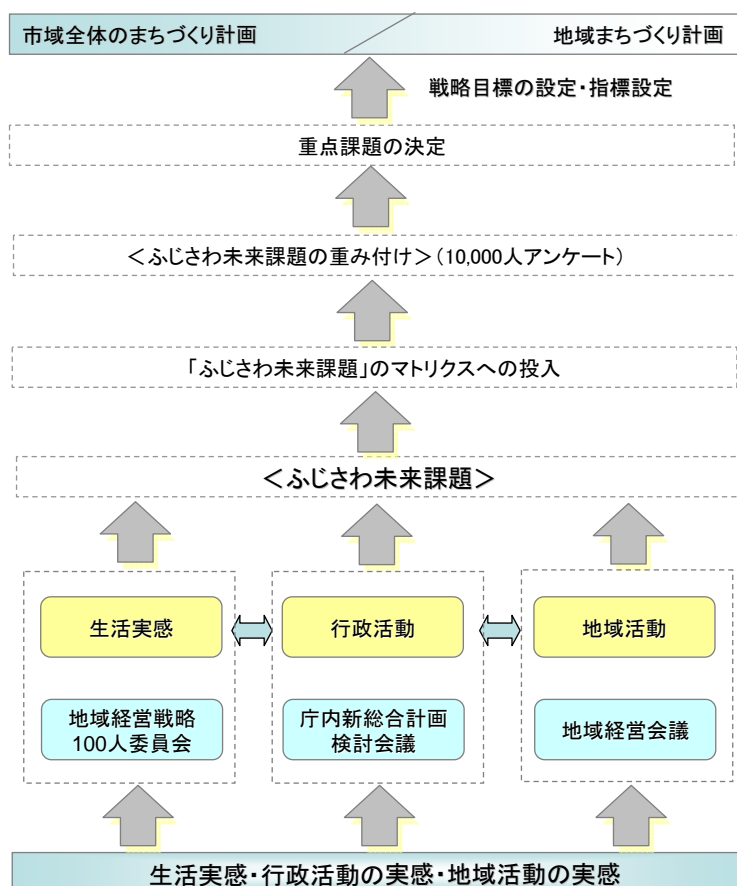 市域全体のまちづくり計画
地域まちづくり計画
戦略目標の設定・指標設定
重点課題の決定
＜ふじさわ未来課題の重み付け＞（10,000人アンケート）
「ふじさわ未来課題」のマトリクスへの投入
＜ふじさわ未来課題＞
生活実感
行政活動
地域活動
地域経営戦略
100人委員会
庁内新総合計画
検討会議
地域経営会議
生活実感・行政活動の実感・地域活動の実感